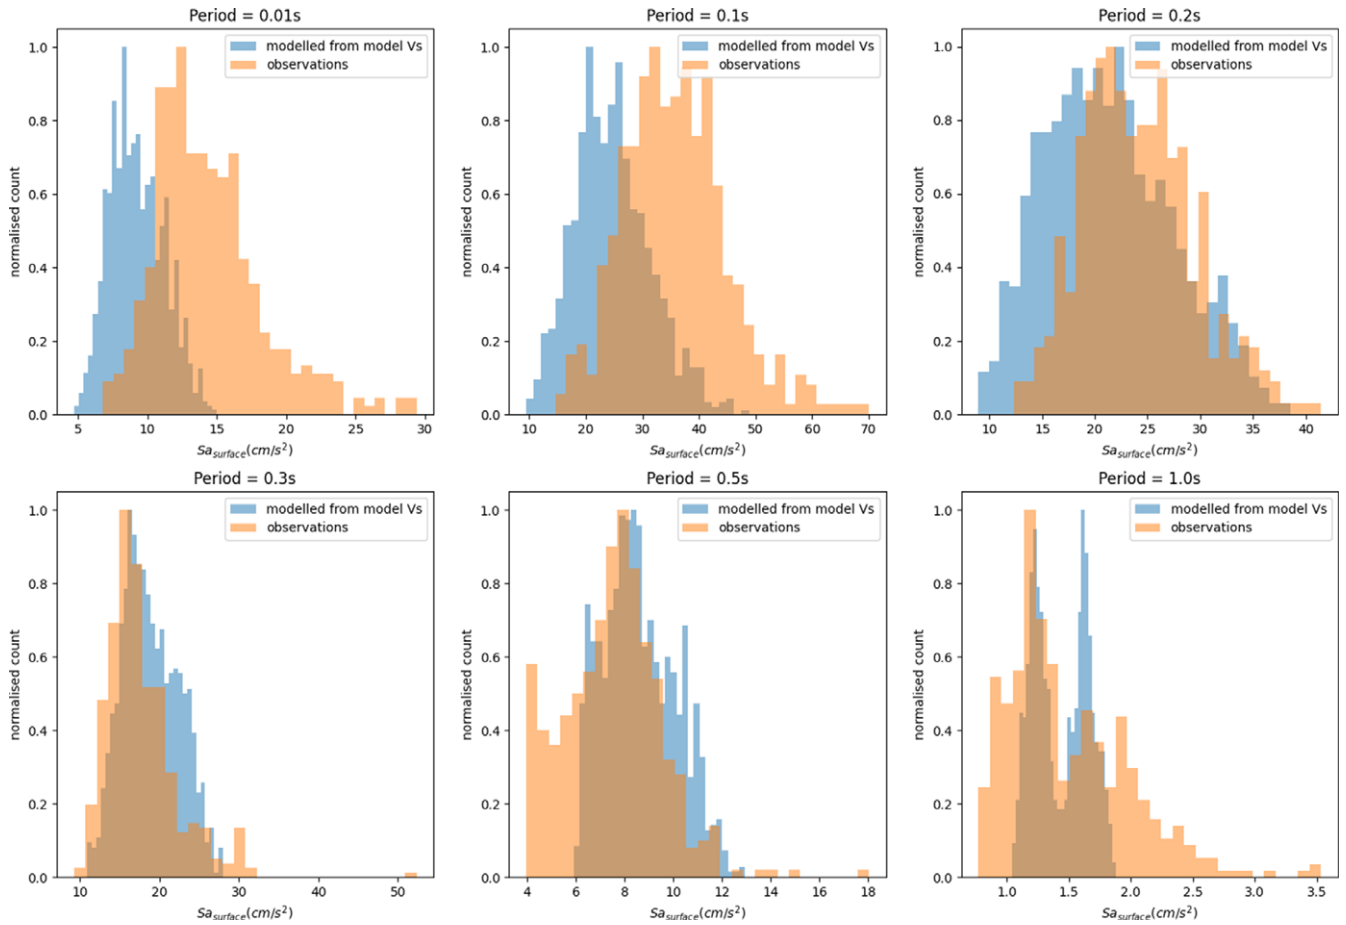 Period = 0.01s
modelled from model Vs
observations
1.0
0.8
0.6
0.4
0.2
0.0
normalised count
5 10 15 20 25 30
Sa_surface(cm/s²)
Period = 0.1s
modelled from model Vs
observations
1.0
0.8
0.6
0.4
0.2
0.0
normalised count
10 20 30 40 50 60 70
Sa_surface(cm/s²)
Period = 0.2s
modelled from model Vs
observations
1.0
0.8
0.6
0.4
0.2
0.0
normalised count
10 15 20 25 30 35 40
Sa_surface(cm/s²)
Period = 0.3s
modelled from model Vs
observations
1.0
0.8
0.6
0.4
0.2
0.0
normalised count
10 20 30 40 50
Sa_surface(cm/s²)
Period = 0.5s
modelled from model Vs
observations
1.0
0.8
0.6
0.4
0.2
0.0
normalised count
4 6 8 10 12 14 16 18
Sa_surface(cm/s²)
Period = 1.0s
modelled from model Vs
observations
1.0
0.8
0.6
0.4
0.2
0.0
normalised count
1.0 1.5 2.0 2.5 3.0 3.5
Sa_surface(cm/s²)